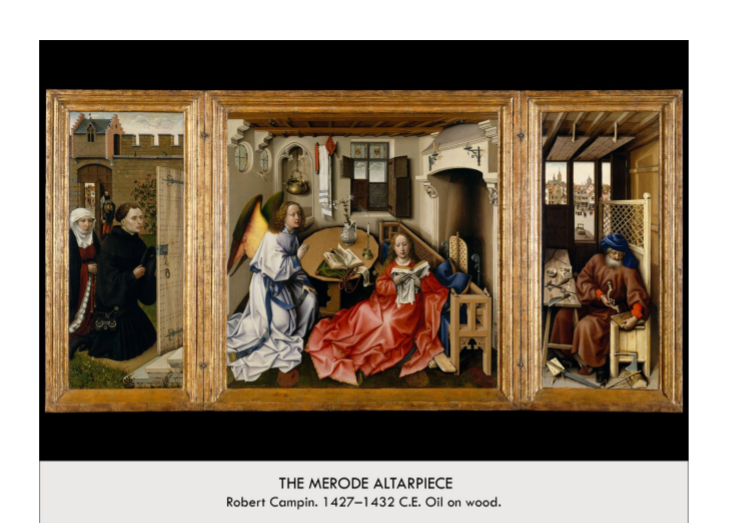 THE MERODE ALTARPIECE
Robert Campin. 1427–1432 C.E. Oil on wood.